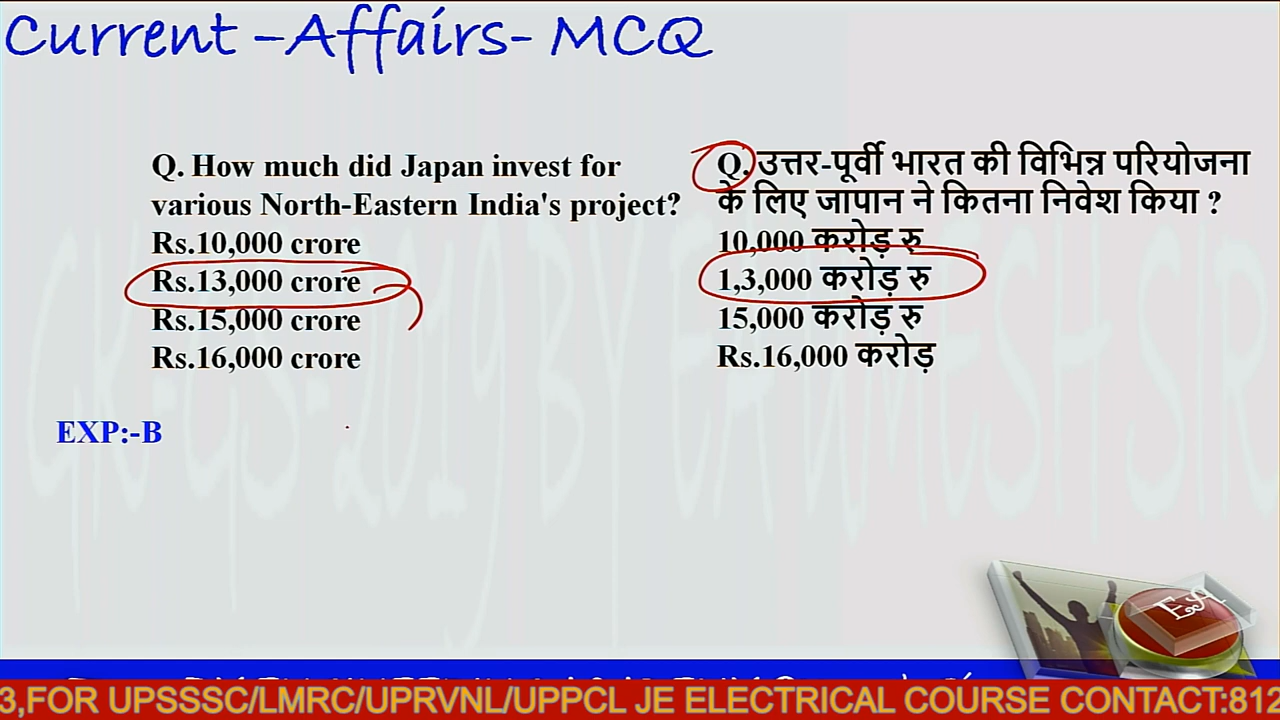 Current –Affairs- MCQ
Q. How much did Japan invest for
various North-Eastern India's project?
Rs.10,000 crore
Rs.13,000 crore
Rs.15,000 crore
Rs.16,000 crore
EXP:-B
Q. उत्तर-पूर्वी भारत की विभिन्न परियोजना
के लिए जापान ने कितना निवेश किया ?
10,000 करोड़ रु
1,3,000 करोड़ रु
15,000 करोड़ रु
Rs.16,000 करोड़
EA
3,FOR UPSSSC/LMRC/UPRVNL/UPPCL JE ELECTRICAL COURSE CONTACT:812